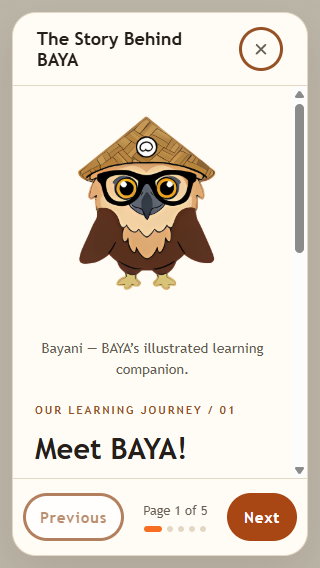 The Story Behind
BAYA
Bayani — BAYA’s illustrated learning
companion.
OUR LEARNING JOURNEY / 01
Meet BAYA!
Previous
Page 1 of 5
Next